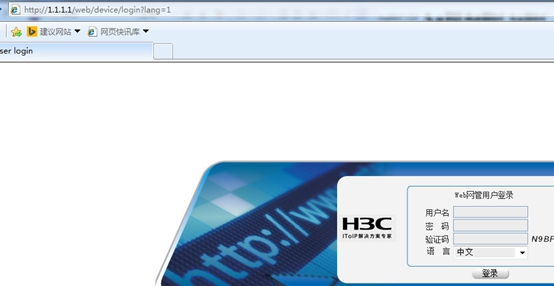 http://1.1.1.1/web/device/login?lang=1
建议网站 网页快讯库
ser login
http://www
Web网管用户登录
H3C
IToIP解决方案专家
用户名
密 码
验证码 N9BF
语 言 中文
登录